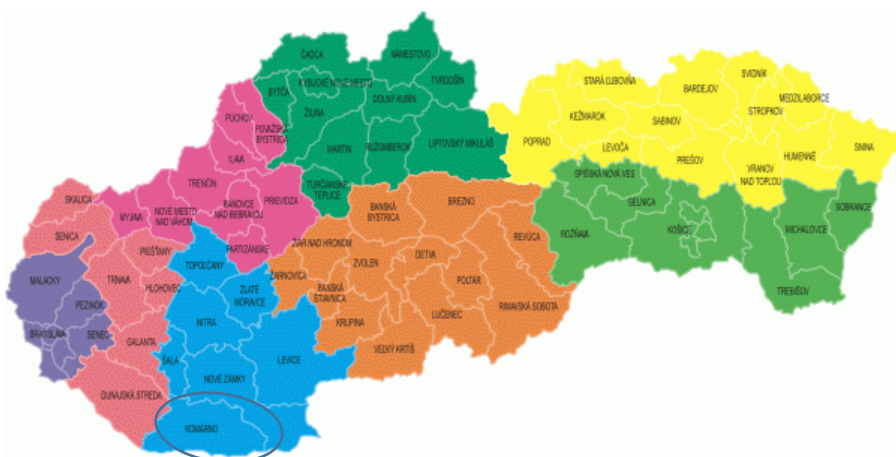 ČADCA
NÁMESTOVO
KYSUCKÉ NOVÉ MESTO
TVRDOŠÍN
BYTČA
DOLNÝ KUBÍN
ŽILINA
MARTIN
RUŽOMBEROK
LIPTOVSKÝ MIKULÁŠ
TURČIANSKE
TEPLICE
PÚCHOV
POVAŽSKÁ
BYSTRICA
ILAVA
TRENČÍN
MYJAVA
NOVÉ MESTO
NAD VÁHOM
BÁNOVCE
NAD BEBRAVOU
PRIEVIDZA
PARTIZÁNSKE
STARÁ ĽUBOVŇA
BARDEJOV
SVIDNÍK
MEDZILABORCE
STROPKOV
KEŽMAROK
SABINOV
POPRAD
LEVOČA
PREŠOV
HUMENNÉ
SNINA
VRANOV
NAD TOPĽOU
SPIŠSKÁ NOVÁ VES
GELNICA
ROŽŇAVA
KOŠICE
MICHALOVCE
SOBRANCE
TREBIŠOV
BANSKÁ
BYSTRICA
BREZNO
REVÚCA
ŽIAR NAD HRONOM
ZVOLEN
DETVA
ŽARNOVICA
BANSKÁ
ŠTIAVNICA
POLTÁR
KRUPINA
LUČENEC
RIMAVSKÁ SOBOTA
VEĽKÝ KRTÍŠ
SKALICA
SENICA
PIEŠŤANY
TRNAVA
HLOHOVEC
GALANTA
DUNAJSKÁ STREDA
MALACKY
PEZINOK
BRATISLAVA
SENEC
TOPOĽČANY
ZLATÉ
MORAVCE
NITRA
ŠAĽA
LEVICE
NOVÉ ZÁMKY
KOMÁRNO